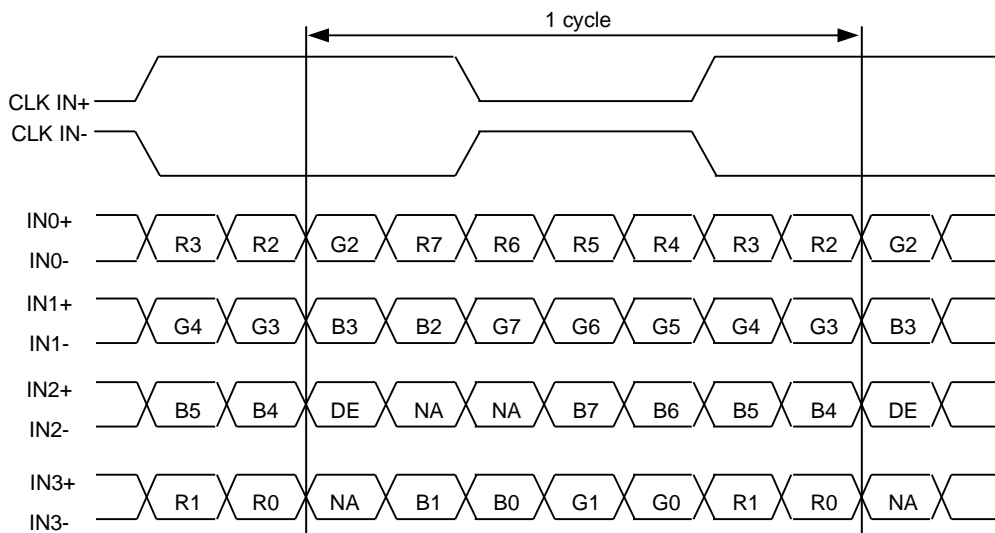 1 cycle
CLK IN+
CLK IN-
IN0+
R3 R2 G2 R7 R6 R5 R4 R3 R2 G2
IN0-
IN1+
G4 G3 B3 B2 G7 G6 G5 G4 G3 B3
IN1-
IN2+
B5 B4 DE NA NA B7 B6 B5 B4 DE
IN2-
IN3+
R1 R0 NA B1 B0 G1 G0 R1 R0 NA
IN3-